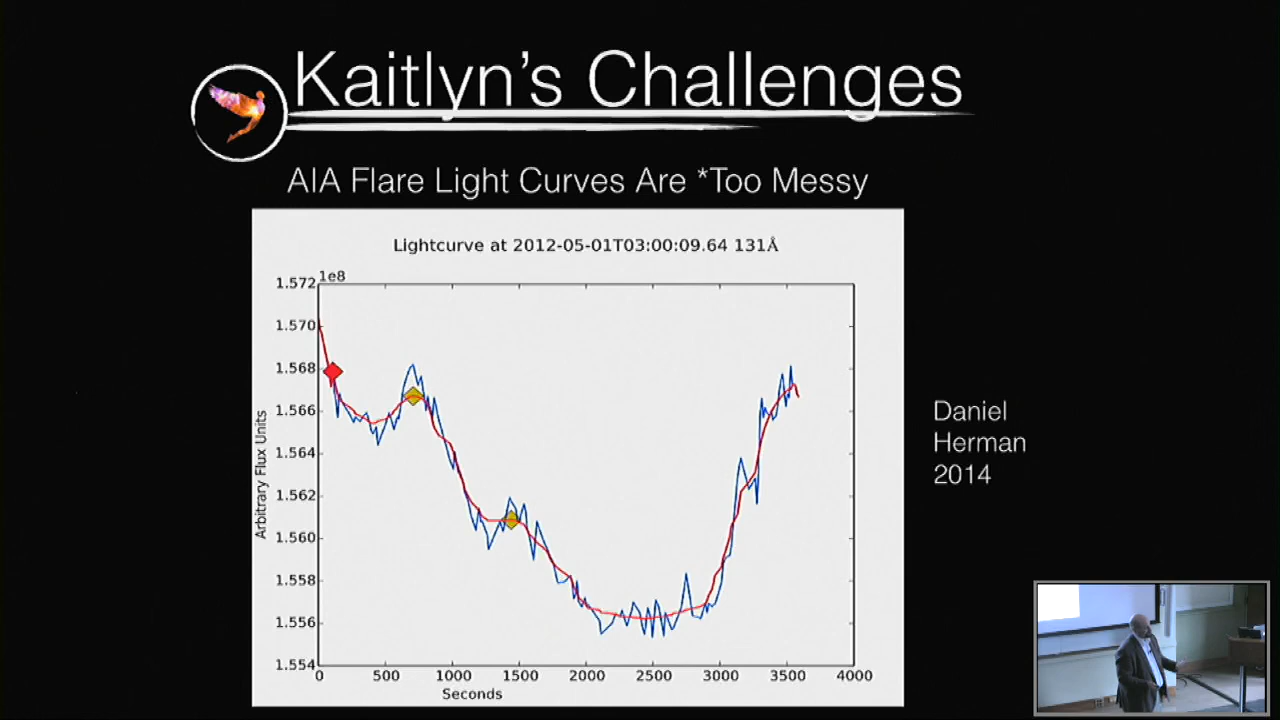 Kaitlyn's Challenges
AIA Flare Light Curves Are *Too Messy
Lightcurve at 2012-05-01T03:00:09.64 131Å
1e8
1.572
1.570
1.568
1.566
1.564
1.562
1.560
1.558
1.556
1.554
Arbitrary Flux Units
0 500 1000 1500 2000 2500 3000 3500 4000
Seconds
Daniel
Herman
2014